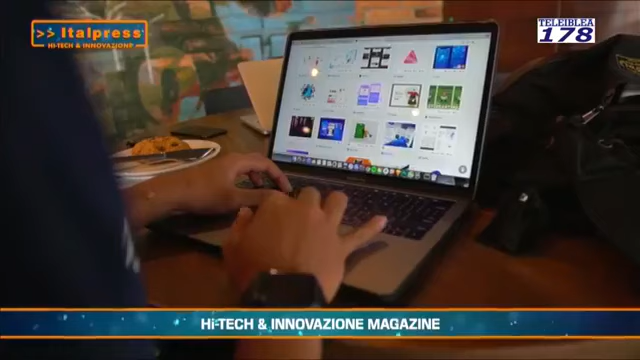 >> Italpress
Hi-TECH & INNOVAZIONE
TELEIBLEA
178
Hi-TECH & INNOVAZIONE MAGAZINE